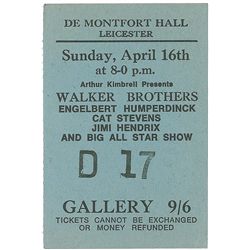 DE MONTFORT HALL
LEICESTER
Sunday, April 16th
at 8-0 p.m.
Arthur Kimbrell Presents
WALKER BROTHERS
ENGELBERT HUMPERDINCK
CAT STEVENS
JIMI HENDRIX
AND BIG ALL STAR SHOW
D 17
GALLERY 9/6
TICKETS CANNOT BE EXCHANGED
OR MONEY REFUNDED